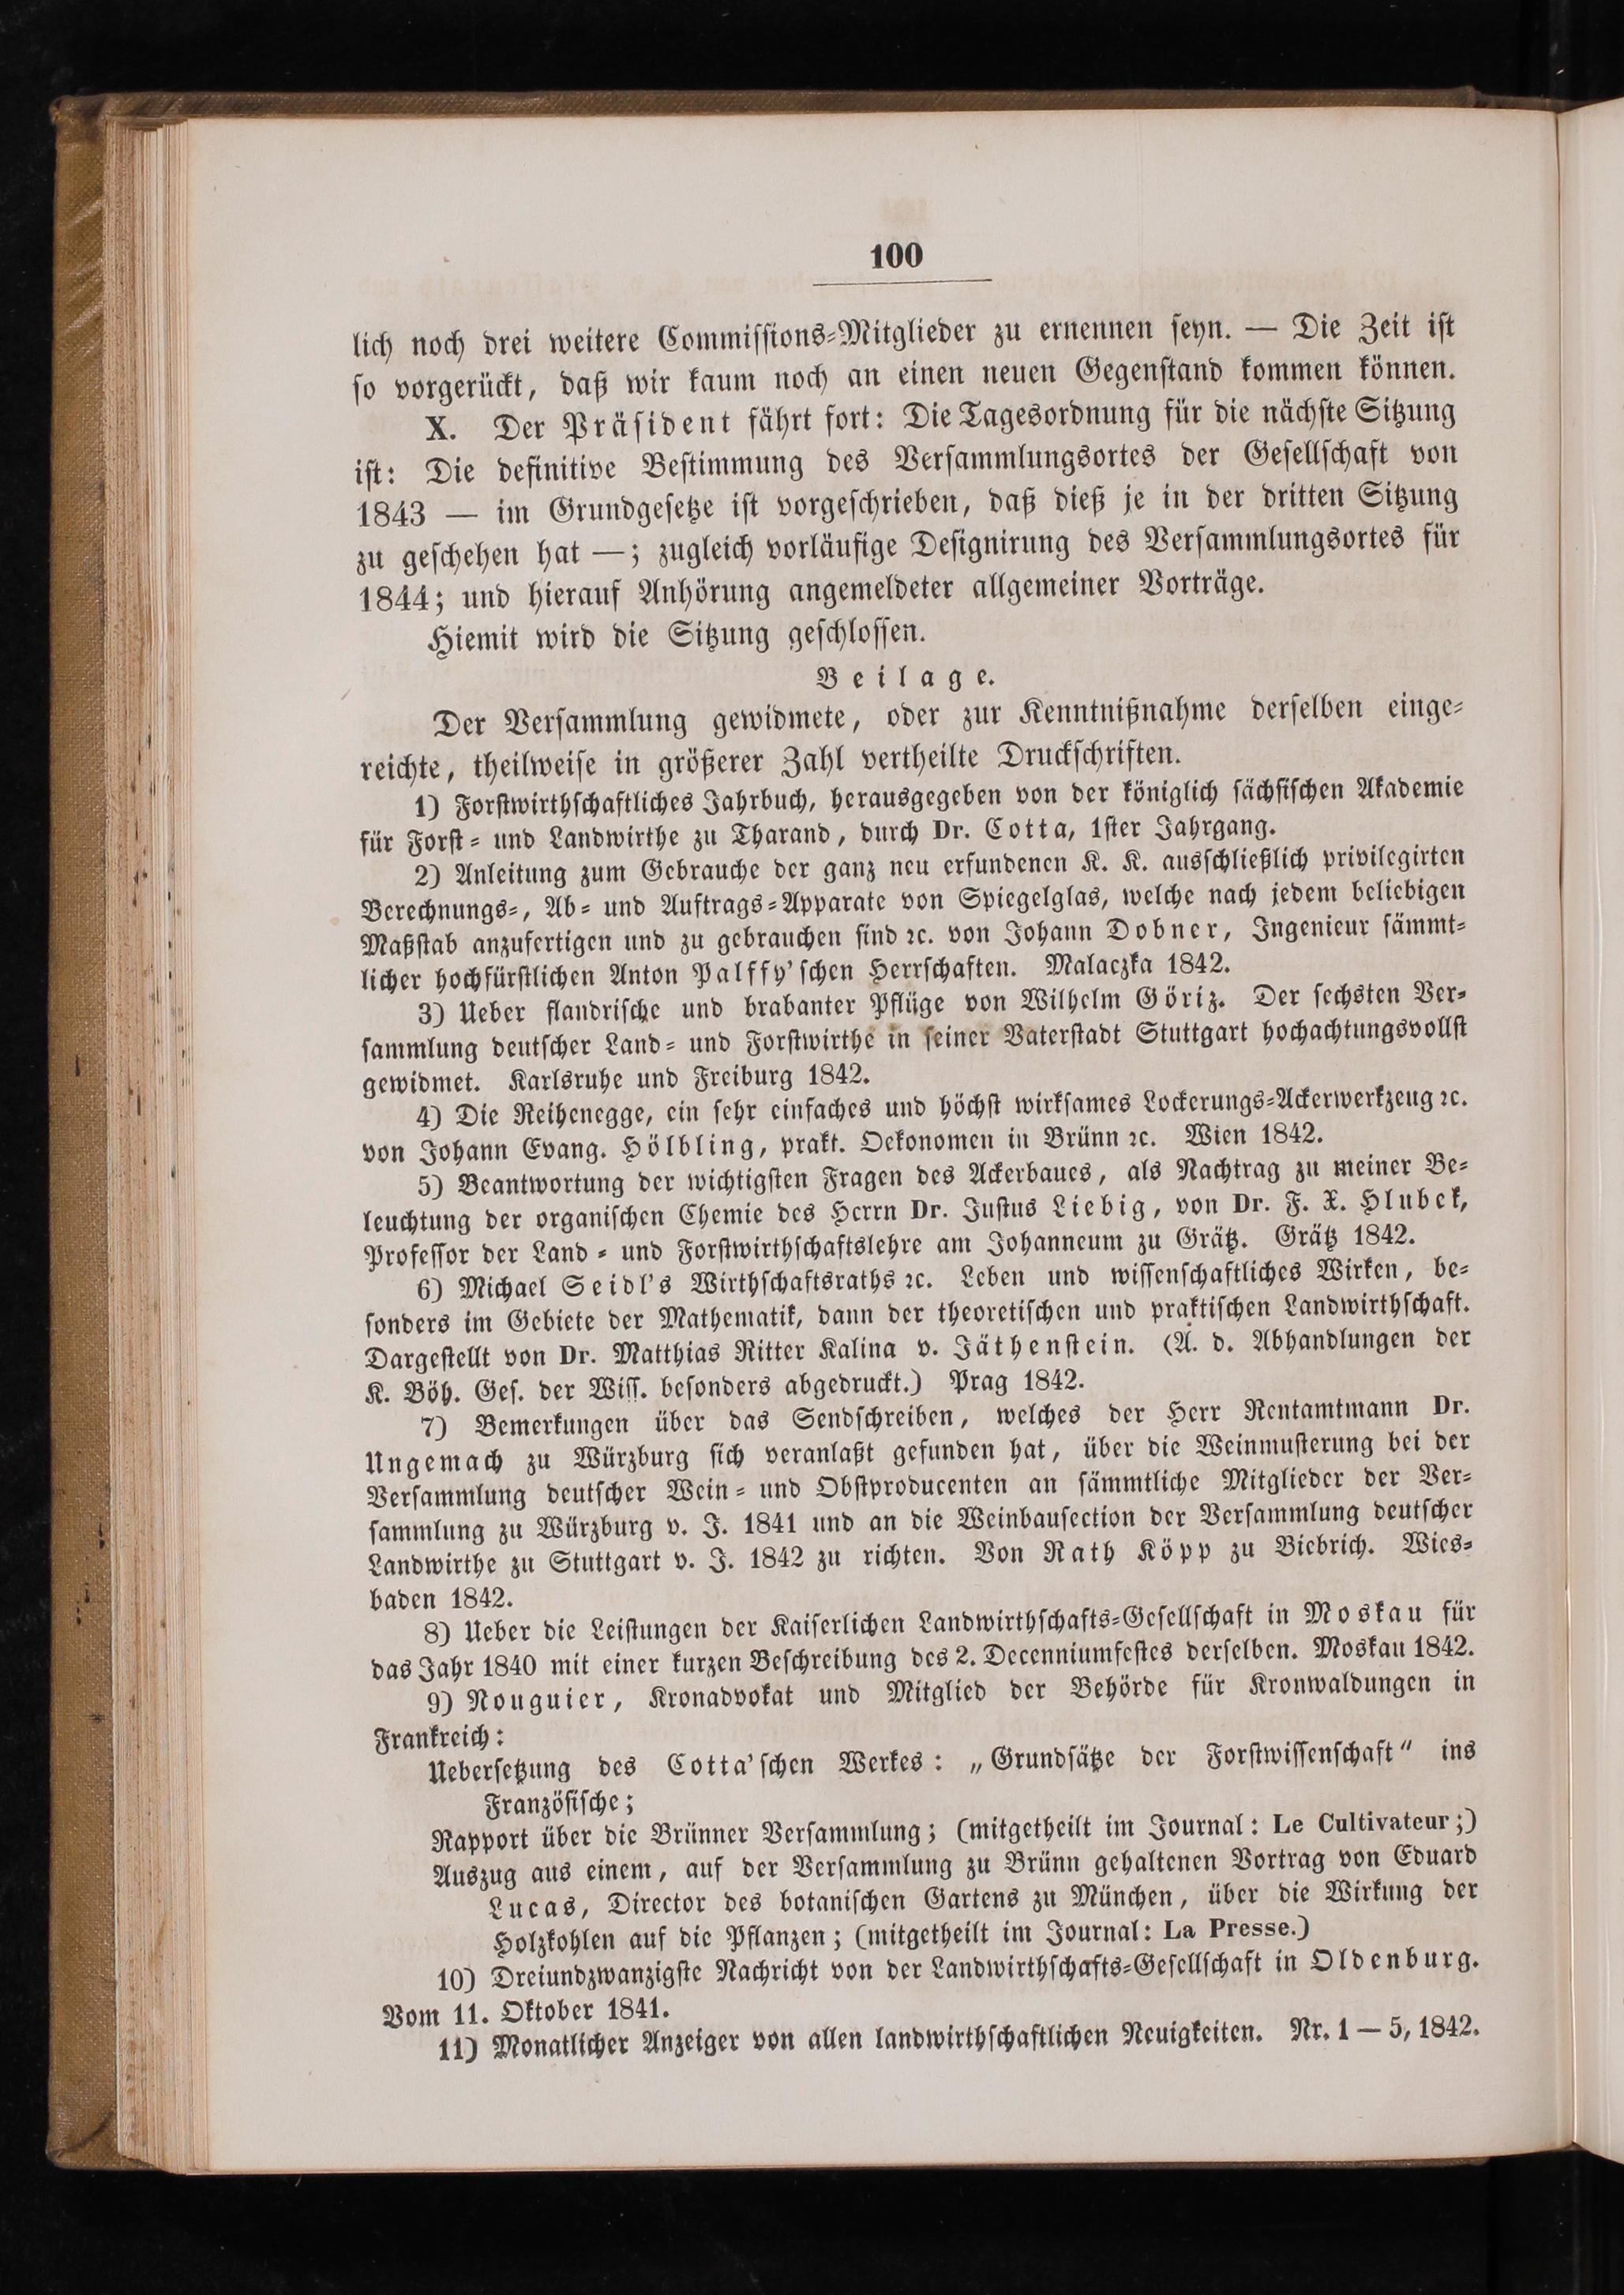 100
lich noch drei weitere Commissions-Mitglieder zu ernennen seyn. — Die Zeit ist
so vorgerückt, daß wir kaum noch an einen neuen Gegenstand kommen können.
X. Der Präsident fährt fort: Die Tagesordnung für die nächste Sitzung
ist: Die definitive Bestimmung des Versammlungsortes der Gesellschaft von
1843 — im Grundgesetze ist vorgeschrieben, daß dieß je in der dritten Sitzung
zu geschehen hat —; zugleich vorläufige Designirung des Versammlungsortes für
1844; und hierauf Anhörung angemeldeter allgemeiner Vorträge.
Hiemit wird die Sitzung geschlossen.
Beilage.
Der Versammlung gewidmete, oder zur Kenntnißnahme derselben einge-
reichte, theilweise in größerer Zahl vertheilte Druckschriften.
1) Forstwirthschaftliches Jahrbuch, herausgegeben von der königlich sächsischen Akademie
für Forst- und Landwirthe zu Tharand, durch Dr. Cotta, 1ster Jahrgang.
2) Anleitung zum Gebrauche der ganz neu erfundenen K. K. ausschließlich privilegirten
Berechnungs-, Ab- und Auftrags-Apparate von Spiegelglas, welche nach jedem beliebigen
Maßstab anzufertigen und zu gebrauchen sind ꝛc. von Johann Dobner, Ingenieur sämmt-
licher hochfürstlichen Anton Palffy'schen Herrschaften. Malaczka 1842.
3) Ueber flandrische und brabanter Pflüge von Wilhelm Göriz. Der sechsten Ver-
sammlung deutscher Land- und Forstwirthe in seiner Vaterstadt Stuttgart hochachtungsvollst
gewidmet. Karlsruhe und Freiburg 1842.
4) Die Reihenegge, ein sehr einfaches und höchst wirksames Lockerungs-Ackerwerkzeug ꝛc.
von Johann Evang. Hölbling, prakt. Oekonomen in Brünn ꝛc. Wien 1842.
5) Beantwortung der wichtigsten Fragen des Ackerbaues, als Nachtrag zu meiner Be-
leuchtung der organischen Chemie des Herrn Dr. Justus Liebig, von Dr. F. X. Hlubek,
Professor der Land- und Forstwirthschaftslehre am Johanneum zu Grätz. Grätz 1842.
6) Michael Seidl's Wirthschaftsraths ꝛc. Leben und wissenschaftliches Wirken, be-
sonders im Gebiete der Mathematik, dann der theoretischen und praktischen Landwirthschaft.
Dargestellt von Dr. Matthias Ritter Kalina v. Jäthenstein. (A. d. Abhandlungen der
K. Böh. Ges. der Wiss. besonders abgedruckt.) Prag 1842.
7) Bemerkungen über das Sendschreiben, welches der Herr Rentamtmann Dr.
Ungemach zu Würzburg sich veranlaßt gefunden hat, über die Weinmusterung bei der
Versammlung deutscher Wein- und Obstproducenten an sämmtliche Mitglieder der Ver-
sammlung zu Würzburg v. J. 1841 und an die Weinbausection der Versammlung deutscher
Landwirthe zu Stuttgart v. J. 1842 zu richten. Von Rath Köpp zu Biebrich. Wies-
baden 1842.
8) Ueber die Leistungen der Kaiserlichen Landwirthschafts-Gesellschaft in Moskau für
das Jahr 1840 mit einer kurzen Beschreibung des 2. Decenniumfestes derselben. Moskau 1842.
9) Nouguier, Kronadvokat und Mitglied der Behörde für Kronwaldungen in
Frankreich:
Uebersetzung des Cotta'schen Werkes: „Grundsätze der Forstwissenschaft“ ins
Französische;
Rapport über die Brünner Versammlung; (mitgetheilt im Journal: Le Cultivateur;)
Auszug aus einem, auf der Versammlung zu Brünn gehaltenen Vortrag von Eduard
Lucas, Director des botanischen Gartens zu München, über die Wirkung der
Holzkohlen auf die Pflanzen; (mitgetheilt im Journal: La Presse.)
10) Dreiundzwanzigste Nachricht von der Landwirthschafts-Gesellschaft in Oldenburg.
Vom 11. Oktober 1841.
11) Monatlicher Anzeiger von allen landwirthschaftlichen Neuigkeiten. Nr. 1 — 5, 1842.